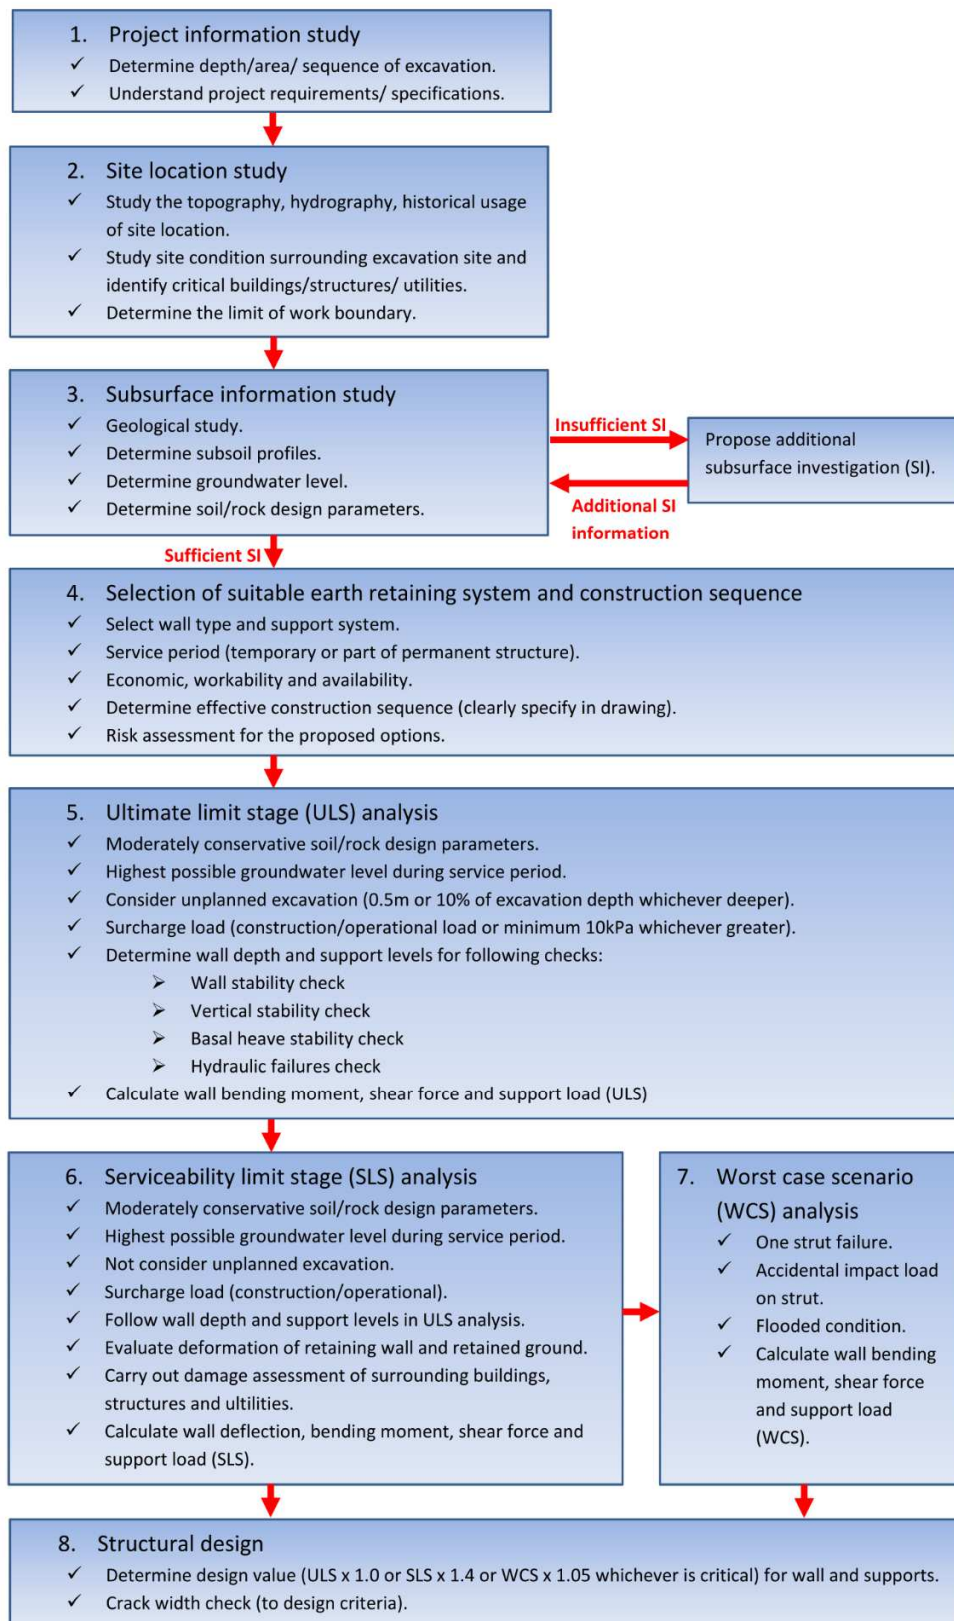 1. Project information study
✓ Determine depth/area/ sequence of excavation.
✓ Understand project requirements/ specifications.
2. Site location study
✓ Study the topography, hydrography, historical usage
of site location.
✓ Study site condition surrounding excavation site and
identify critical buildings/structures/ utilities.
✓ Determine the limit of work boundary.
3. Subsurface information study
✓ Geological study.
✓ Determine subsoil profiles.
✓ Determine groundwater level.
✓ Determine soil/rock design parameters.
Insufficient SI
Propose additional
subsurface investigation (SI).
Additional SI
information
Sufficient SI
4. Selection of suitable earth retaining system and construction sequence
✓ Select wall type and support system.
✓ Service period (temporary or part of permanent structure).
✓ Economic, workability and availability.
✓ Determine effective construction sequence (clearly specify in drawing).
✓ Risk assessment for the proposed options.
5. Ultimate limit stage (ULS) analysis
✓ Moderately conservative soil/rock design parameters.
✓ Highest possible groundwater level during service period.
✓ Consider unplanned excavation (0.5m or 10% of excavation depth whichever deeper).
✓ Surcharge load (construction/operational load or minimum 10kPa whichever greater).
✓ Determine wall depth and support levels for following checks:
➢ Wall stability check
➢ Vertical stability check
➢ Basal heave stability check
➢ Hydraulic failures check
✓ Calculate wall bending moment, shear force and support load (ULS)
6. Serviceability limit stage (SLS) analysis
✓ Moderately conservative soil/rock design parameters.
✓ Highest possible groundwater level during service period.
✓ Not consider unplanned excavation.
✓ Surcharge load (construction/operational).
✓ Follow wall depth and support levels in ULS analysis.
✓ Evaluate deformation of retaining wall and retained ground.
✓ Carry out damage assessment of surrounding buildings,
structures and ultilities.
✓ Calculate wall deflection, bending moment, shear force and
support load (SLS).
7. Worst case scenario
(WCS) analysis
✓ One strut failure.
✓ Accidental impact load
on strut.
✓ Flooded condition.
✓ Calculate wall bending
moment, shear force
and support load
(WCS).
8. Structural design
✓ Determine design value (ULS x 1.0 or SLS x 1.4 or WCS x 1.05 whichever is critical) for wall and supports.
✓ Crack width check (to design criteria).